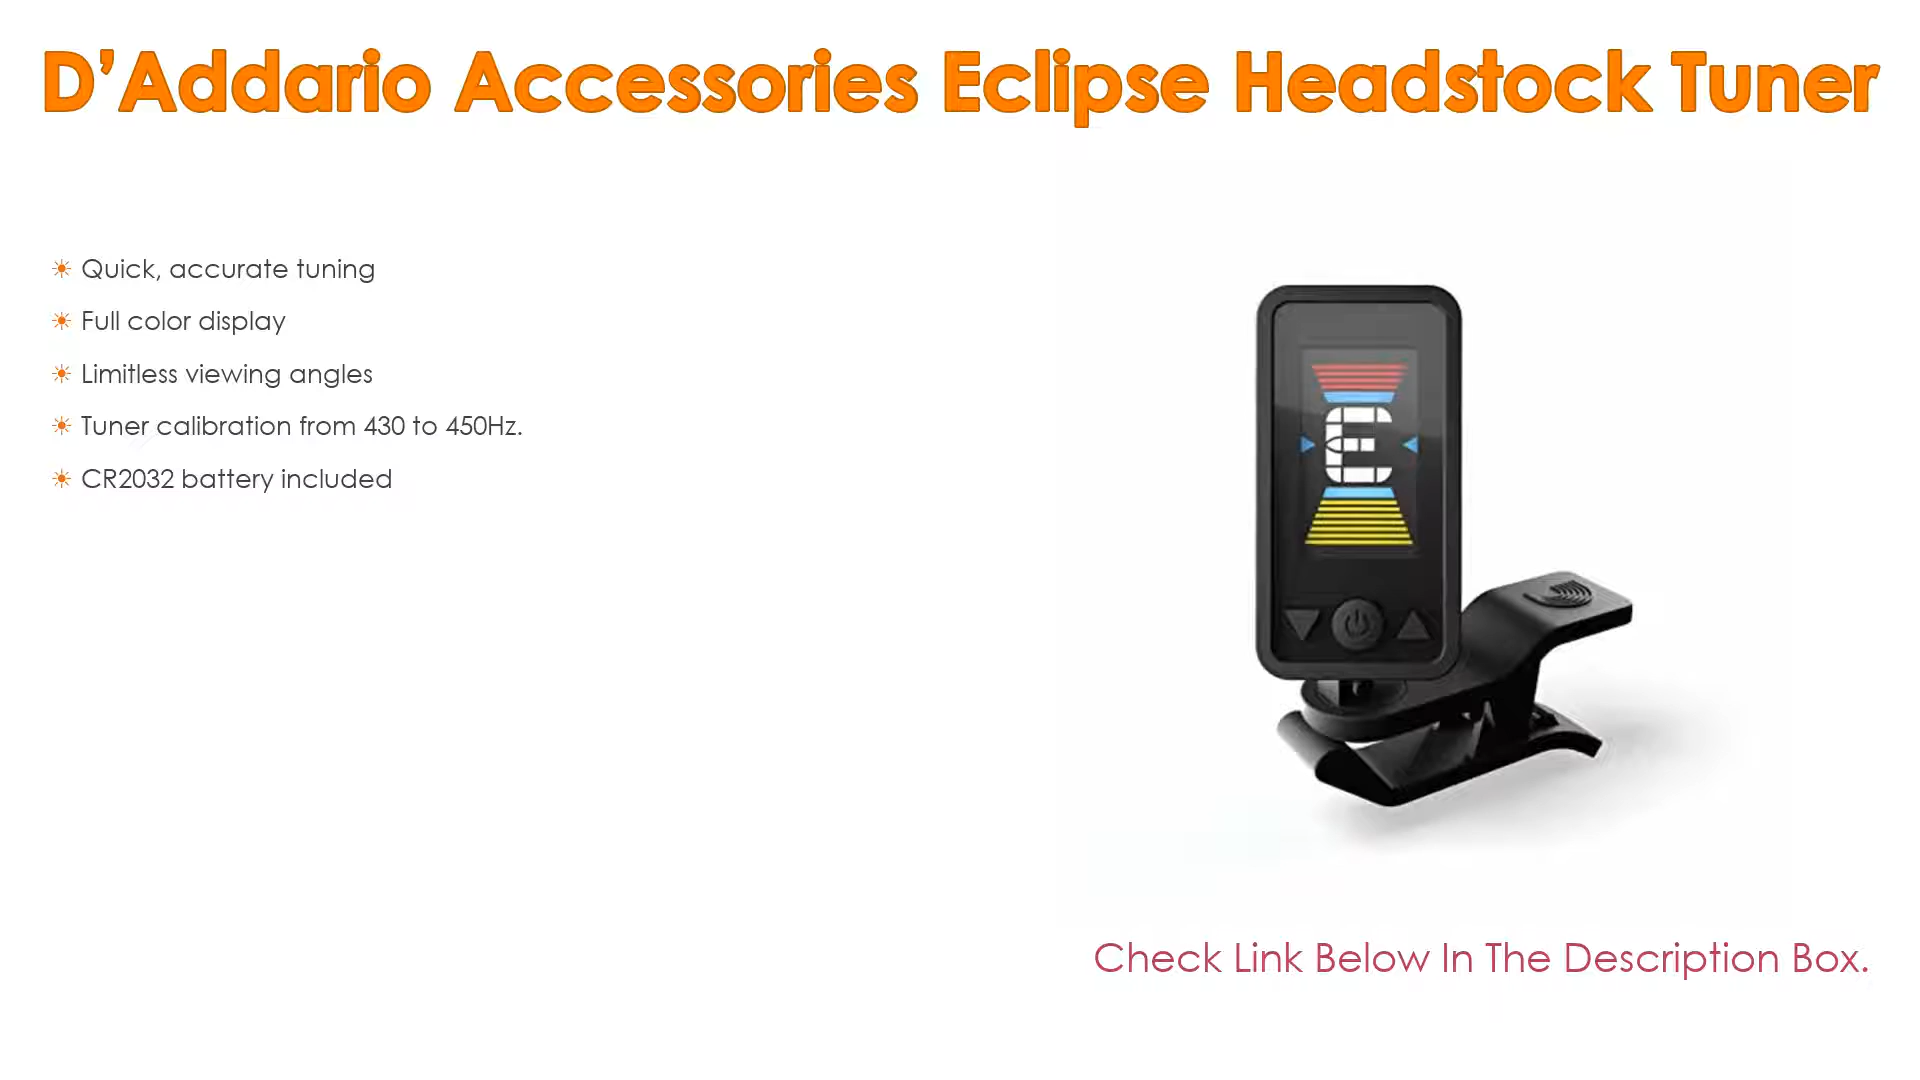 D’Addario Accessories Eclipse Headstock Tuner
Quick, accurate tuning
Full color display
Limitless viewing angles
Tuner calibration from 430 to 450Hz.
CR2032 battery included
E
Check Link Below In The Description Box.